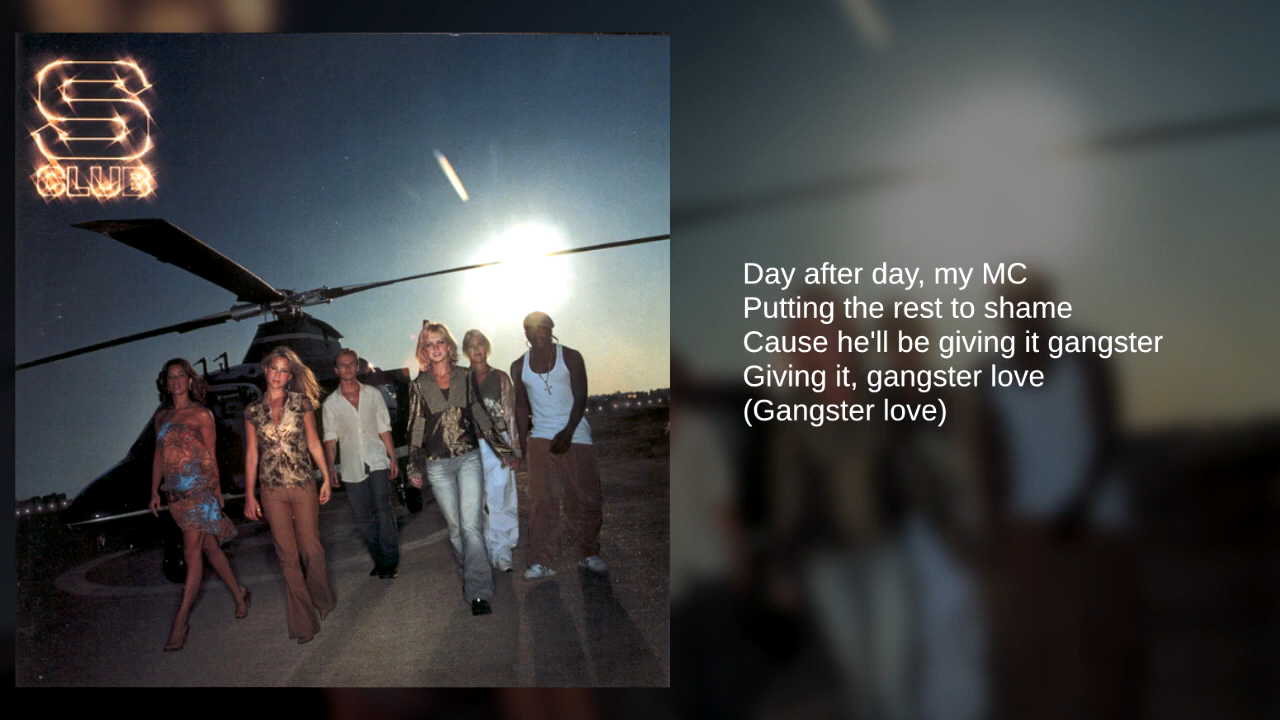 S
CLUB
Day after day, my MC
Putting the rest to shame
Cause he'll be giving it gangster
Giving it, gangster love
(Gangster love)